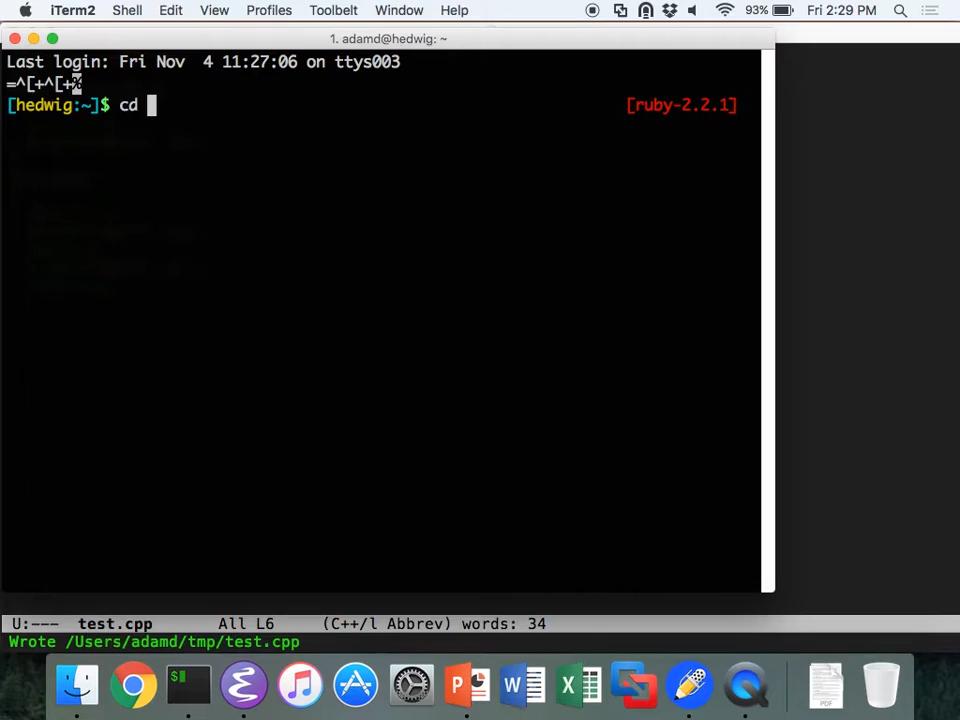 iTerm2 Shell Edit View Profiles Toolbelt Window Help 93% Fri 2:29 PM
1. adamd@hedwig: ~
Last login: Fri Nov  4 11:27:06 on ttys003
=^[+^[+%
[hedwig:~]$ cd [ruby-2.2.1]
U:---  test.cpp All L6 (C++/l Abbrev) words: 34
Wrote /Users/adamd/tmp/test.cpp
$
P W X
PDF